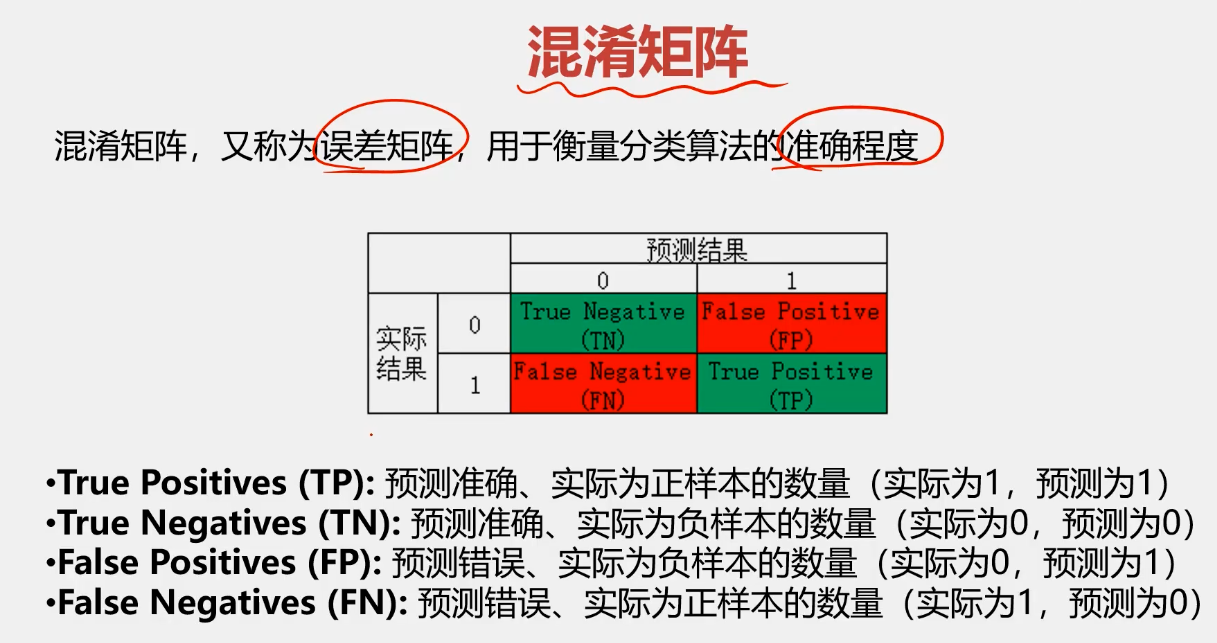 混淆矩阵
混淆矩阵，又称为误差矩阵，用于衡量分类算法的准确程度
预测结果
0 1
实际结果
0 True Negative (TN) False Positive (FP)
1 False Negative (FN) True Positive (TP)
•True Positives (TP): 预测准确、实际为正样本的数量（实际为1，预测为1）
•True Negatives (TN): 预测准确、实际为负样本的数量（实际为0，预测为0）
•False Positives (FP): 预测错误、实际为负样本的数量（实际为0，预测为1）
•False Negatives (FN): 预测错误、实际为正样本的数量（实际为1，预测为0）